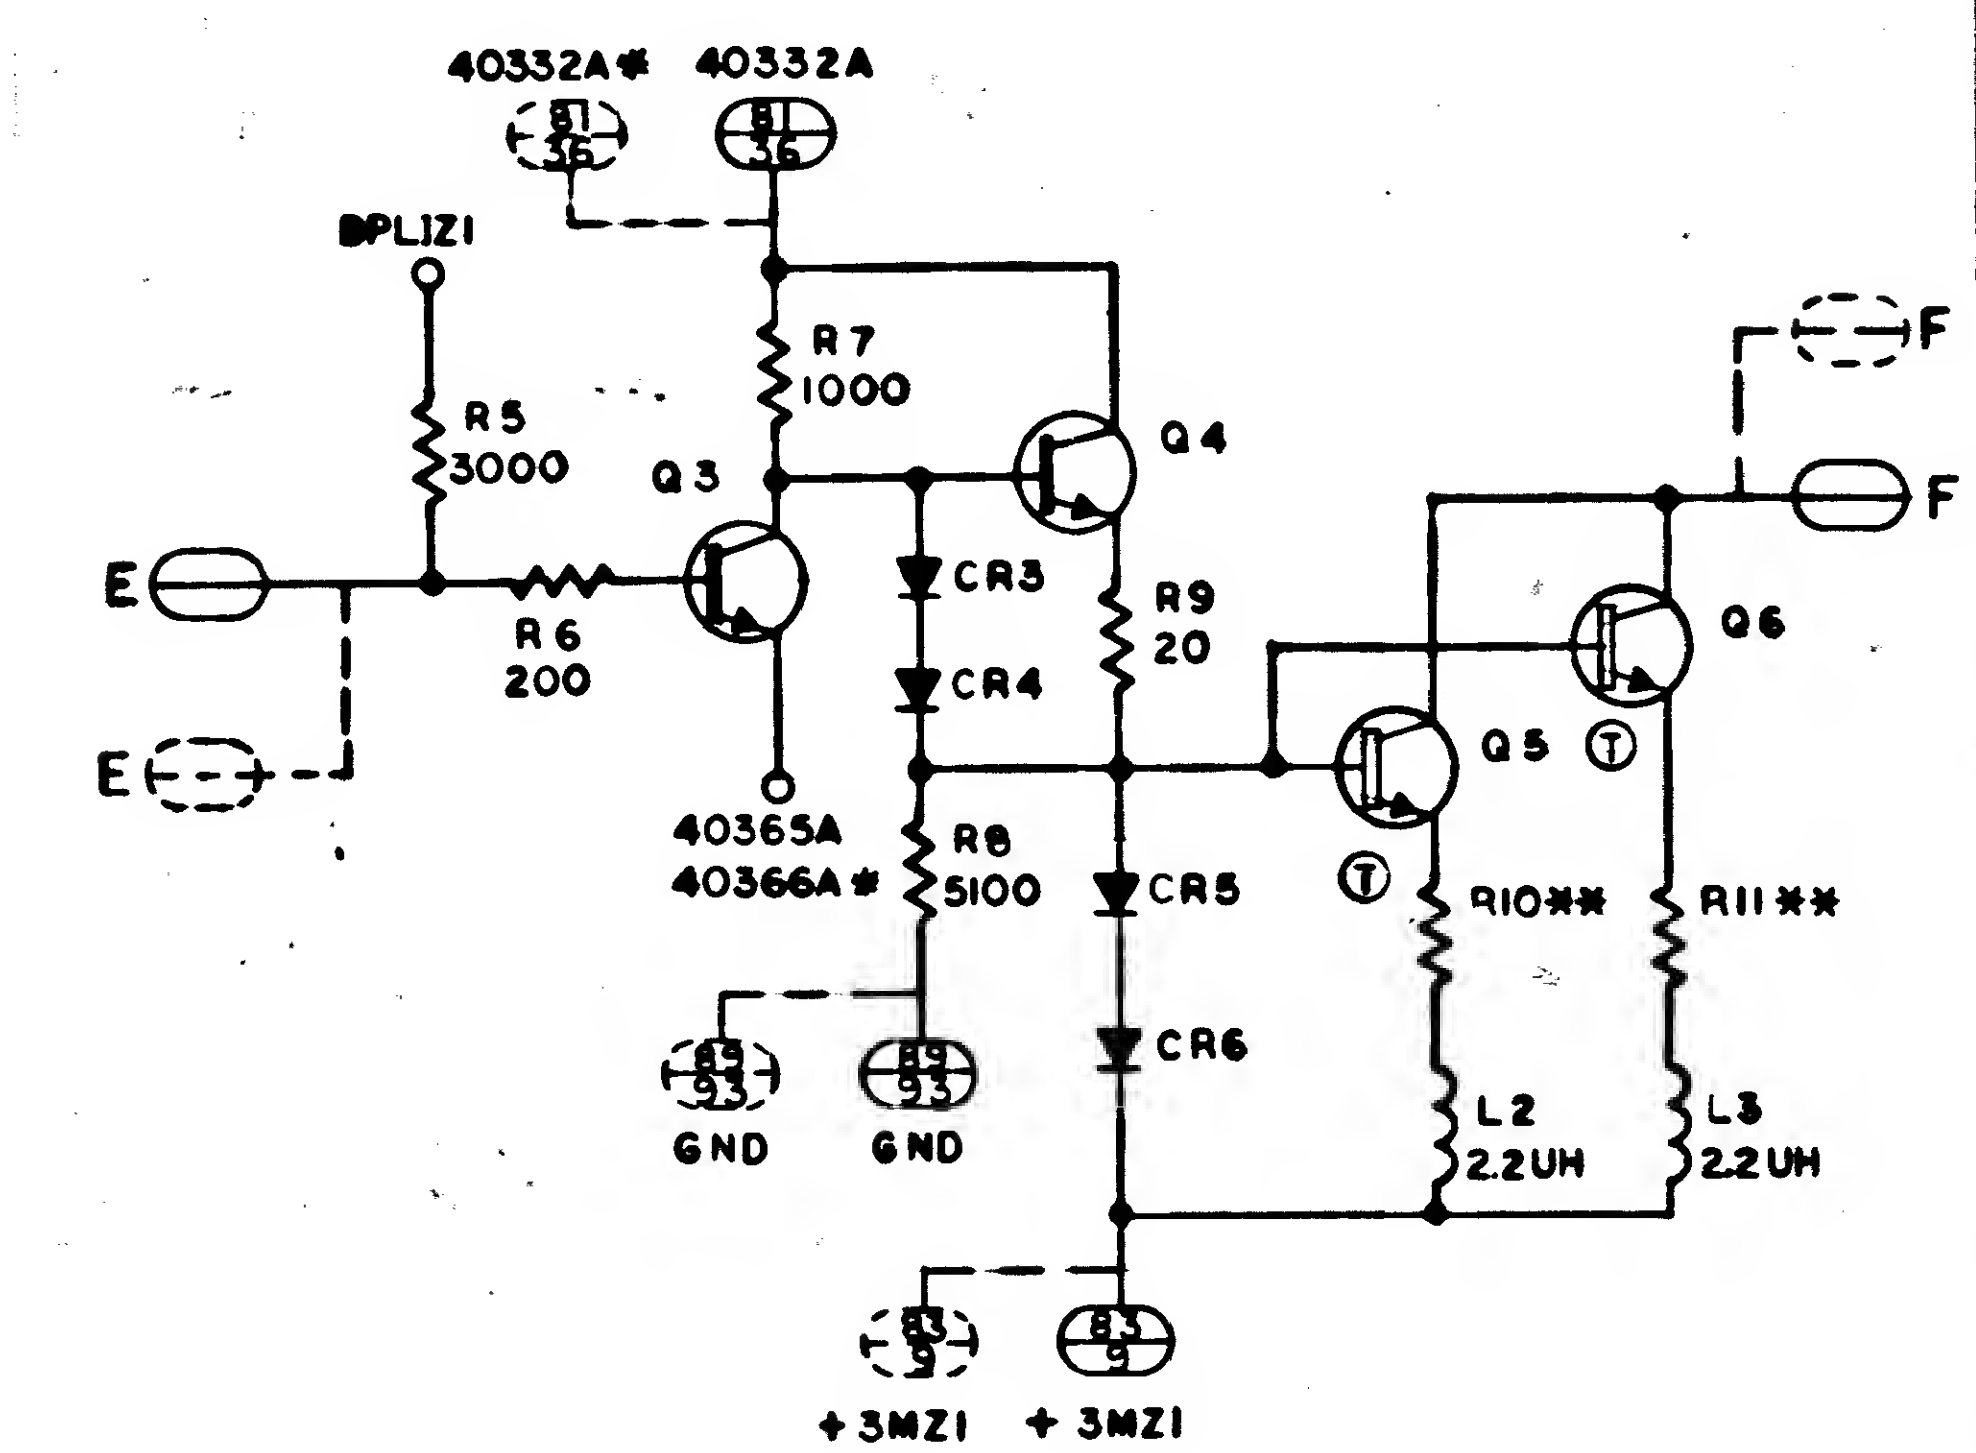 40332A* 40332A
81 81
36 36
DPLIZ1
R7
1000
R5
3000
Q3
Q4
F
F
E
R6
200
CR3
R9
20
Q6
CR4
E
Q5
T
40365A
40366A*
R8
5100
T
CR5
R10**
R11**
CR6
89 89
93 93
GND GND
L2
2.2UH
L3
2.2UH
83 83
9 9
+3MZ1 +3MZ1